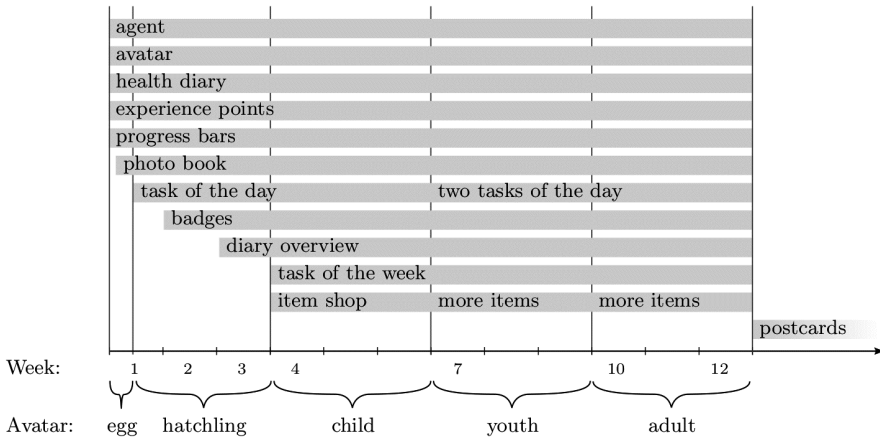 agent
avatar
health diary
experience points
progress bars
photo book
task of the day two tasks of the day
badges
diary overview
task of the week
item shop more items more items
postcards
Week: 1 2 3 4 7 10 12
Avatar: egg hatchling child youth adult